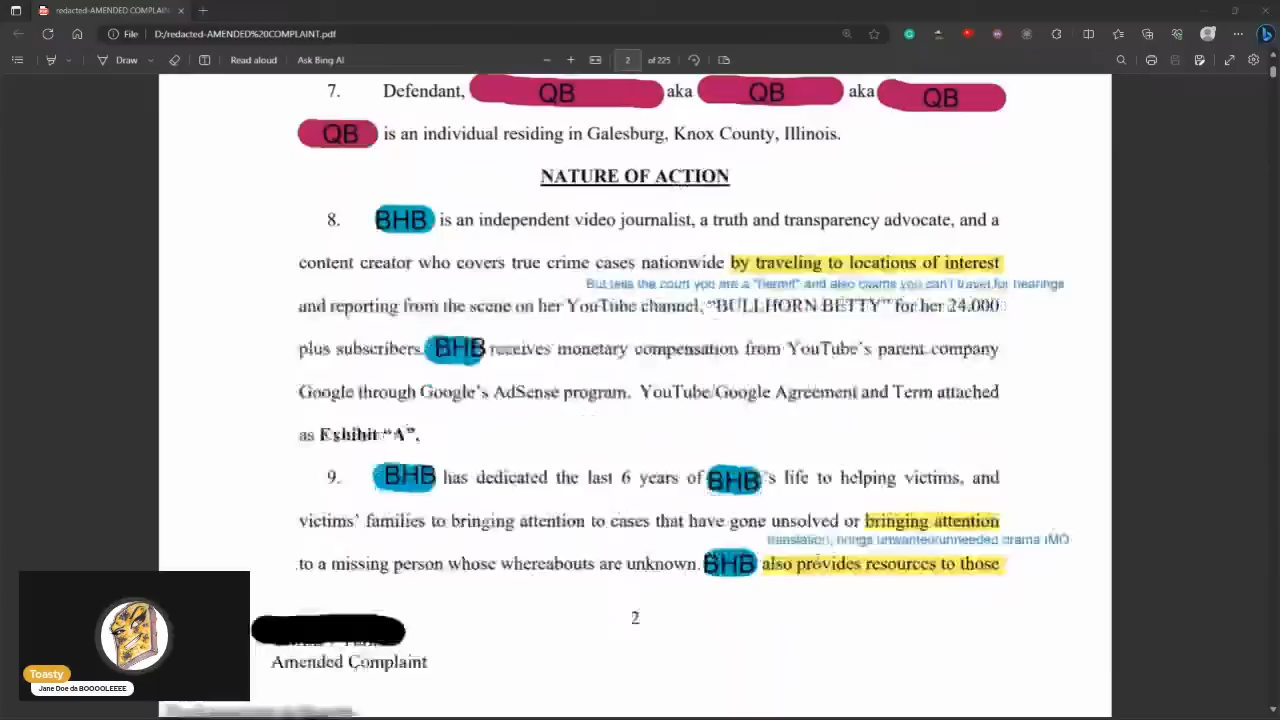 redacted-AMENDED COMPLAIN
File D:/redacted-AMENDED%20COMPLAINT.pdf
Draw Read aloud Ask Bing AI 2 of 225
7. Defendant, QB aka QB aka QB
QB is an individual residing in Galesburg, Knox County, Illinois.
NATURE OF ACTION
8. BHB is an independent video journalist, a truth and transparency advocate, and a
content creator who covers true crime cases nationwide by traveling to locations of interest
But tells the court you are a "hermit" and also claims you can't travel for hearings
and reporting from the scene on her YouTube channel, “BULLHORN BETTY” for her 24,000
plus subscribers. BHB receives monetary compensation from YouTube’s parent company
Google through Google’s AdSense program. YouTube/Google Agreement and Term attached
as Exhibit “A”.
9. BHB has dedicated the last 6 years of BHB 's life to helping victims, and
victims’ families to bringing attention to cases that have gone unsolved or bringing attention
translation, brings unwanted/unneeded drama IMO
to a missing person whose whereabouts are unknown. BHB also provides resources to those
2
Amended Complaint
Toasty
Jane Doe da BOOOOLEEEE